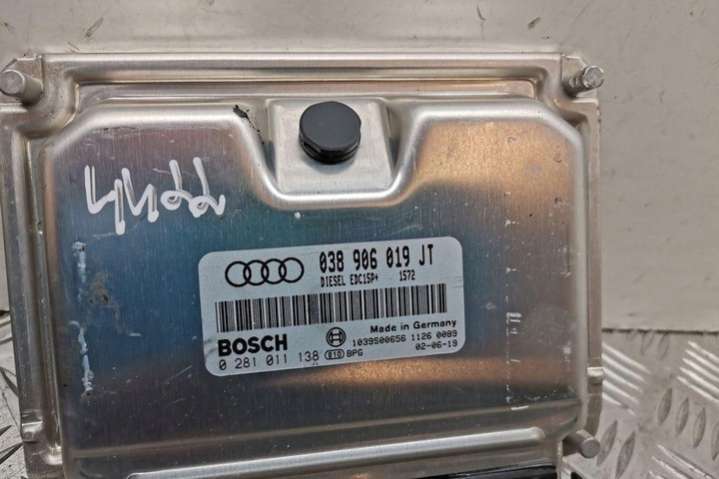 4422
038 906 019 JT
DIESEL EDC15P+ 1572
BOSCH
Made in Germany
1039S00656 1126 0089
0 281 011 138 E10 BPG 02-06-19